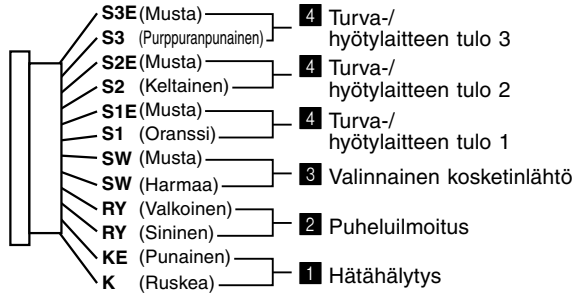 S3E (Musta)
S3 (Purppuranpunainen)
4 Turva-/
hyötylaitteen tulo 3
S2E (Musta)
S2 (Keltainen)
4 Turva-/
hyötylaitteen tulo 2
S1E (Musta)
S1 (Oranssi)
4 Turva-/
hyötylaitteen tulo 1
SW (Musta)
SW (Harmaa)
3 Valinnainen kosketinlähtö
RY (Valkoinen)
RY (Sininen)
2 Puheluilmoitus
KE (Punainen)
K (Ruskea)
1 Hätähälytys